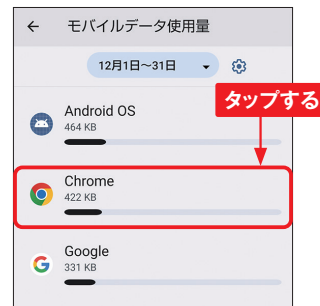 モバイルデータ使用量
12月1日~31日
タップする
Android OS
464 KB
Chrome
422 KB
Google
331 KB